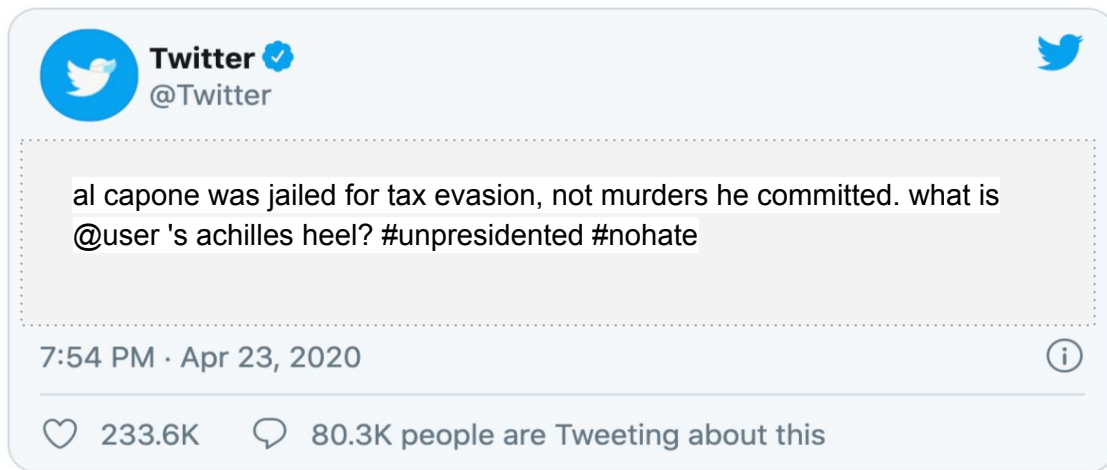 Twitter
@Twitter
al capone was jailed for tax evasion, not murders he committed. what is
@user 's achilles heel? #unpresidented #nohate
7:54 PM · Apr 23, 2020
233.6K 80.3K people are Tweeting about this